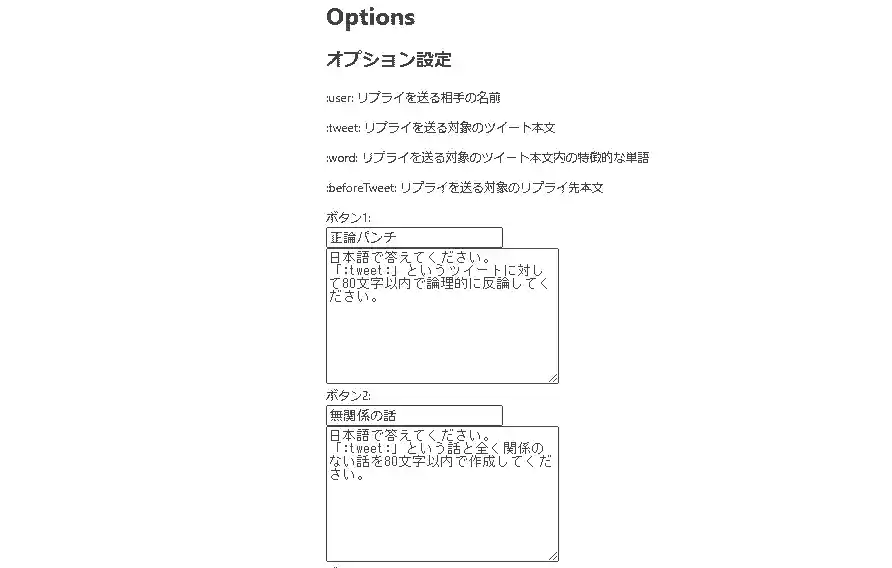 Options
オプション設定
:user: リプライを送る相手の名前
:tweet: リプライを送る対象のツイート本文
:word: リプライを送る対象のツイート本文内の特徴的な単語
:beforeTweet: リプライを送る対象のリプライ先本文
ボタン1:
正論パンチ
日本語で答えてください。
「:tweet:」というツイートに対し
て80文字以内で論理的に反論してく
ださい。
ボタン2:
無関係の話
日本語で答えてください。
「:tweet:」という話と全く関係の
ない話を80文字以内で作成してくだ
さい。